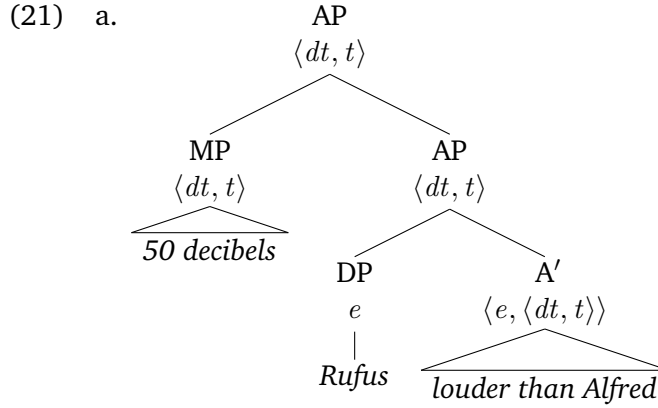 (21) a. AP
⟨dt, t⟩
MP AP
⟨dt, t⟩ ⟨dt, t⟩
50 decibels
DP A′
e ⟨e, ⟨dt, t⟩⟩
Rufus louder than Alfred